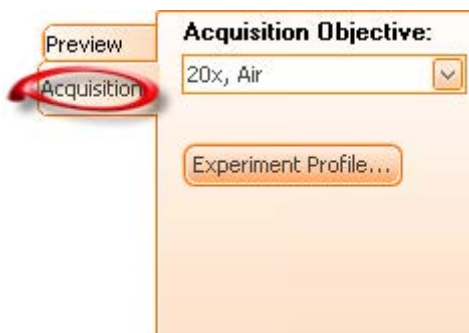 Preview
Acquisition
Acquisition Objective:
20x, Air
Experiment Profile...